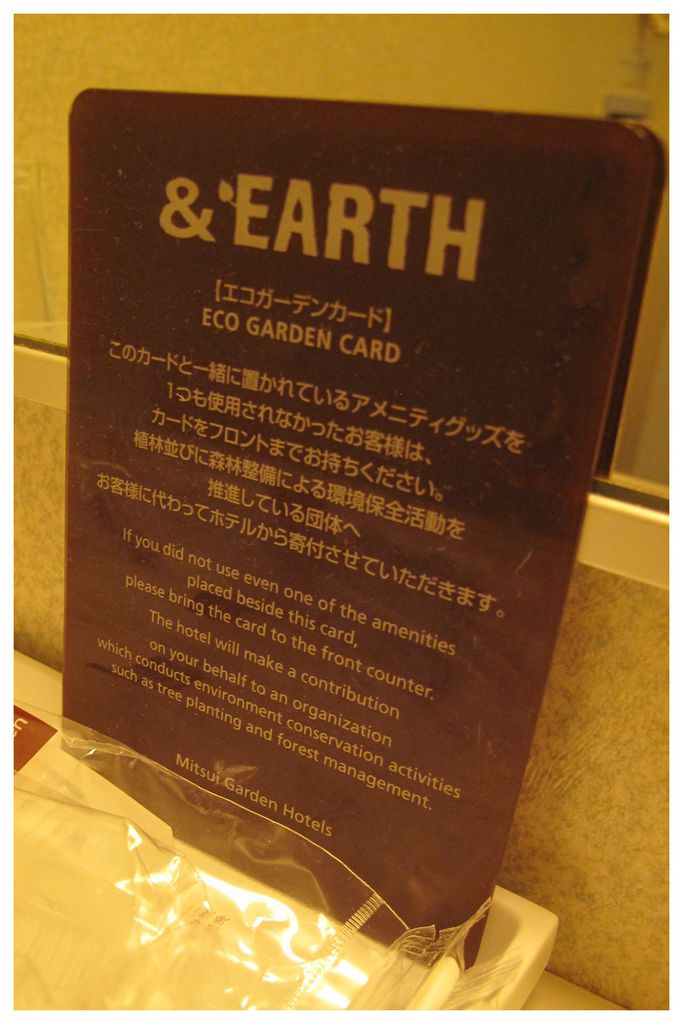 &'EARTH
【エコガーデンカード】
ECO GARDEN CARD
このカードと一緒に置かれているアメニティグッズを
1つも使用されなかったお客様は、
カードをフロントまでお持ちください。
植林並びに森林整備による環境保全活動を
推進している団体へ
お客様に代わってホテルから寄付させていただきます。
If you did not use even one of the amenities
placed beside this card,
please bring the card to the front counter.
The hotel will make a contribution
on your behalf to an organization
which conducts environment conservation activities
such as tree planting and forest management.
Mitsui Garden Hotels